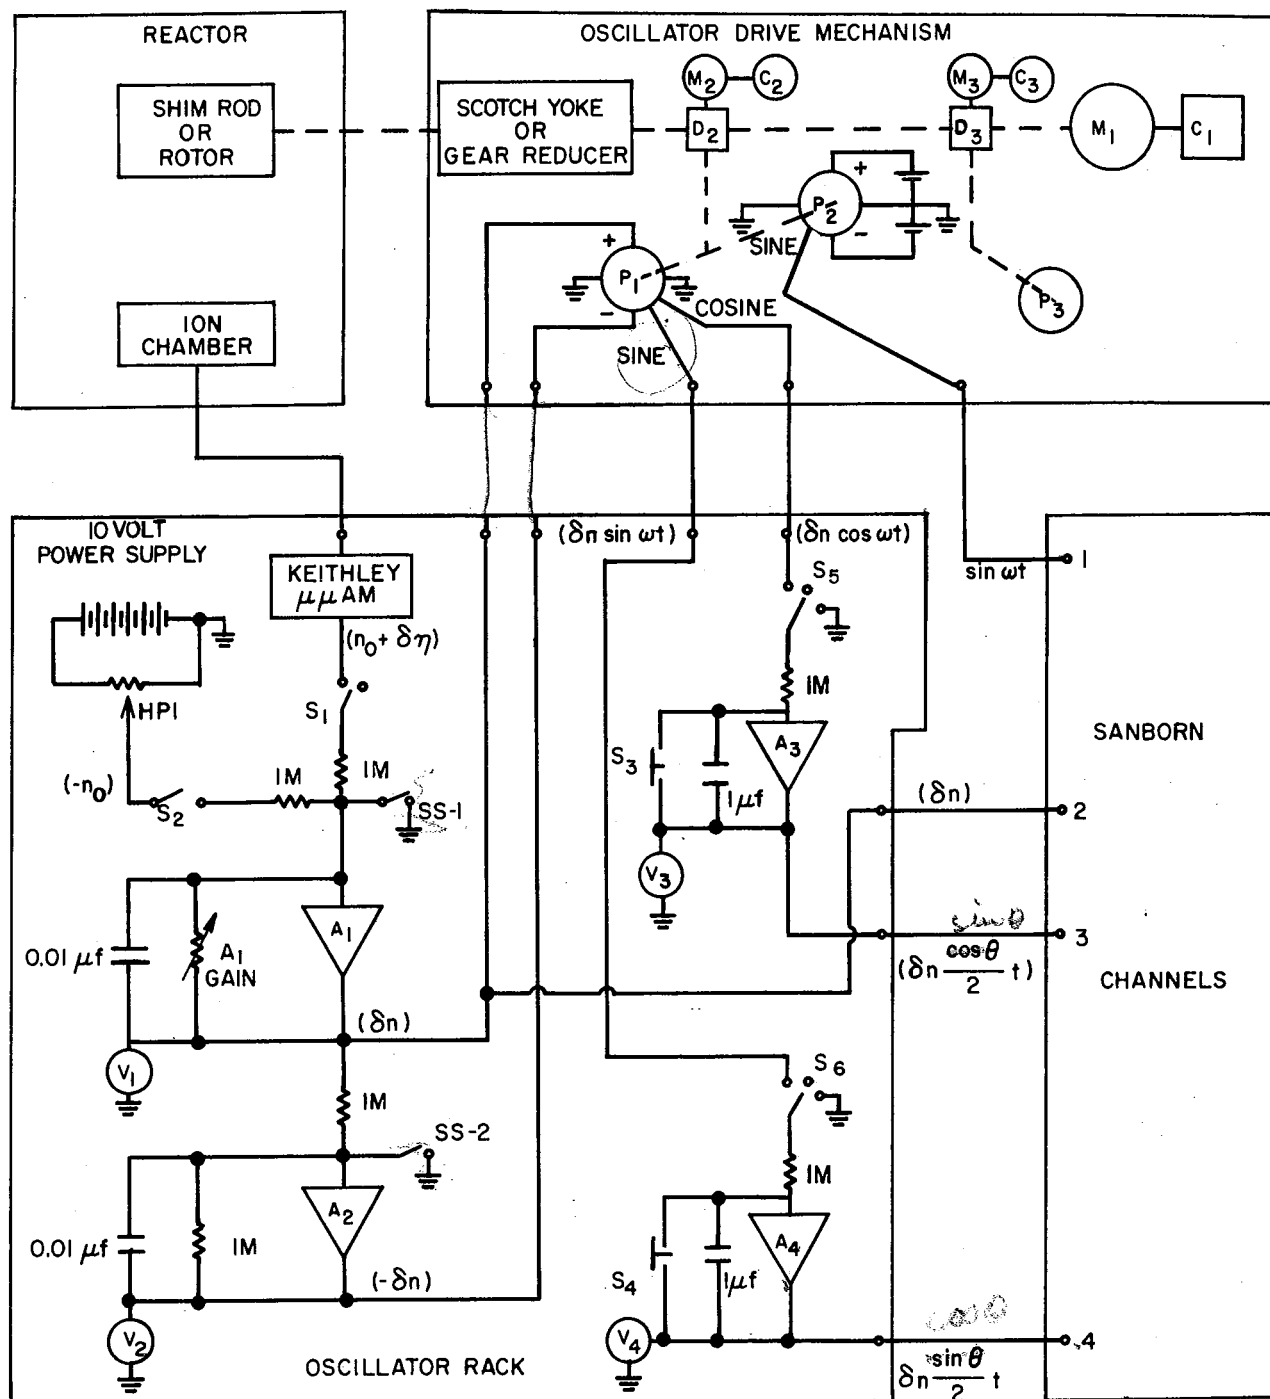 REACTOR
SHIM ROD
OR
ROTOR
ION
CHAMBER
OSCILLATOR DRIVE MECHANISM
SCOTCH YOKE
OR
GEAR REDUCER
M2
C2
D2
M3
C3
D3
M1
C1
+
P2
−
SINE
+
P1
−
COSINE
SINE
P3
10 VOLT
POWER SUPPLY
KEITHLEY
μμAM
(n0 + δη)
HPI
S1
(-n0)
S2
1M
1M
SS-1
0.01 μf
A1
GAIN
A1
(δn)
V1
1M
SS-2
0.01 μf
1M
A2
(-δn)
V2
OSCILLATOR RACK
(δn sin ωt)
(δn cos ωt)
S5
1M
S3
1μf
A3
V3
S6
1M
S4
1μf
A4
V4
sin ωt
1
SANBORN
(δn)
2
sin θ
3
(δn cosθ/2 t)
CHANNELS
cos θ
4
δn sinθ/2 t